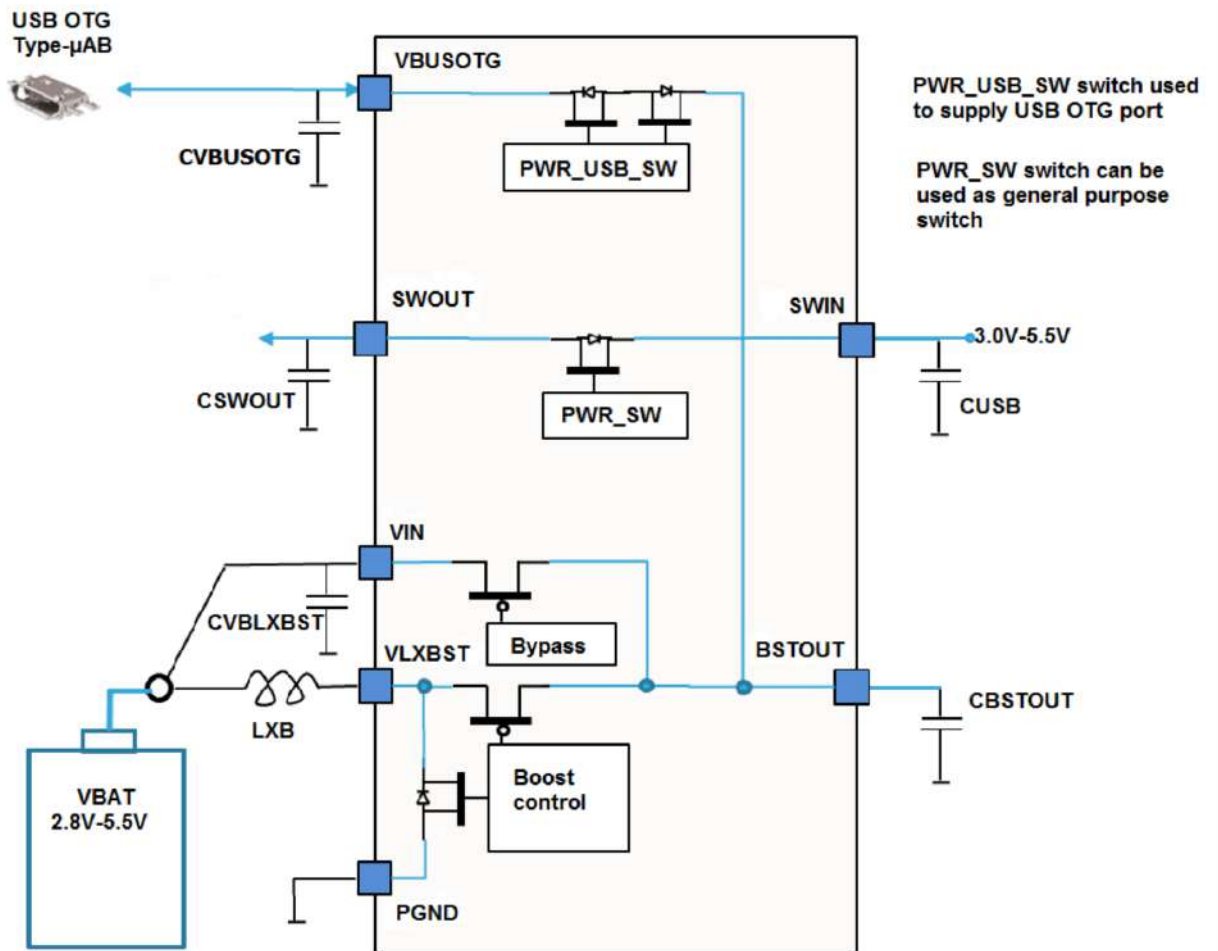 USB OTG
Type-µAB
VBUSOTG
CVBUSOTG
PWR_USB_SW
PWR_USB_SW switch used
to supply USB OTG port
PWR_SW switch can be
used as general purpose
switch
SWOUT
SWIN
3.0V-5.5V
CSWOUT
PWR_SW
CUSB
VIN
CVBLXBST
Bypass
VLXBST
BSTOUT
LXB
CBSTOUT
VBAT
2.8V-5.5V
Boost
control
PGND